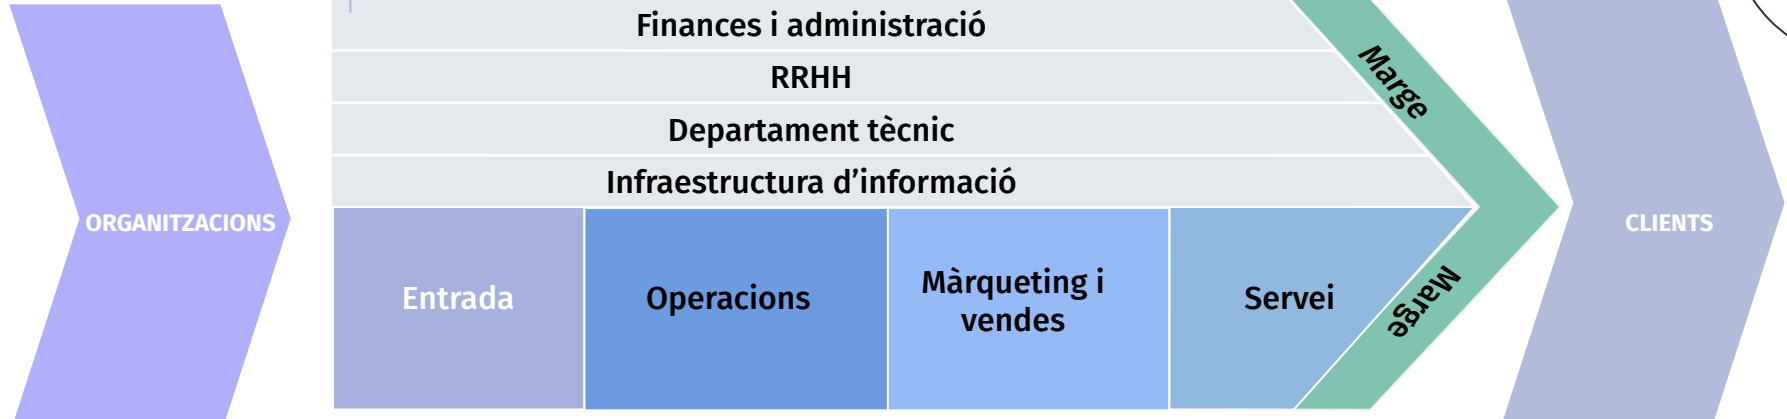 Finances i administració
RRHH
Departament tècnic
Infraestructura d’informació
Marge
ORGANITZACIONS
Entrada
Operacions
Màrqueting i
vendes
Servei
Marge
CLIENTS